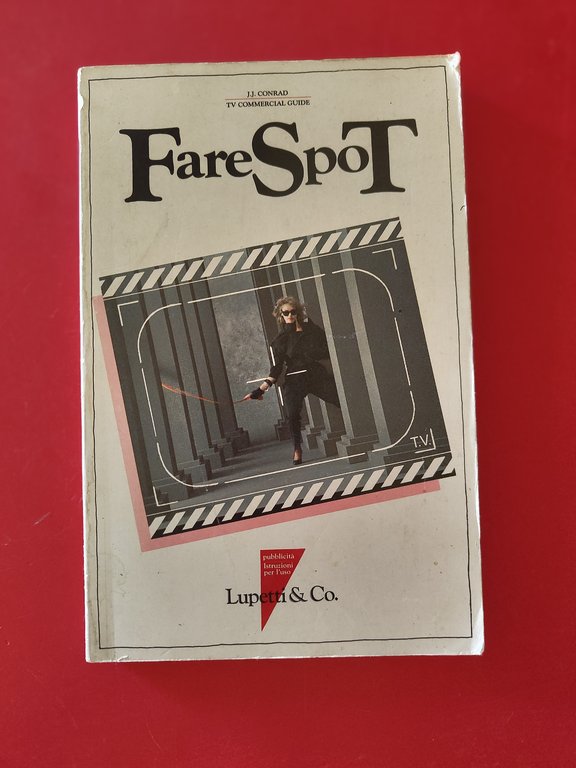 J.J. CONRAD
TV COMMERCIAL GUIDE
FareSpoT
T.V.
pubblicità
Istruzioni
per l'uso
Lupetti & Co.